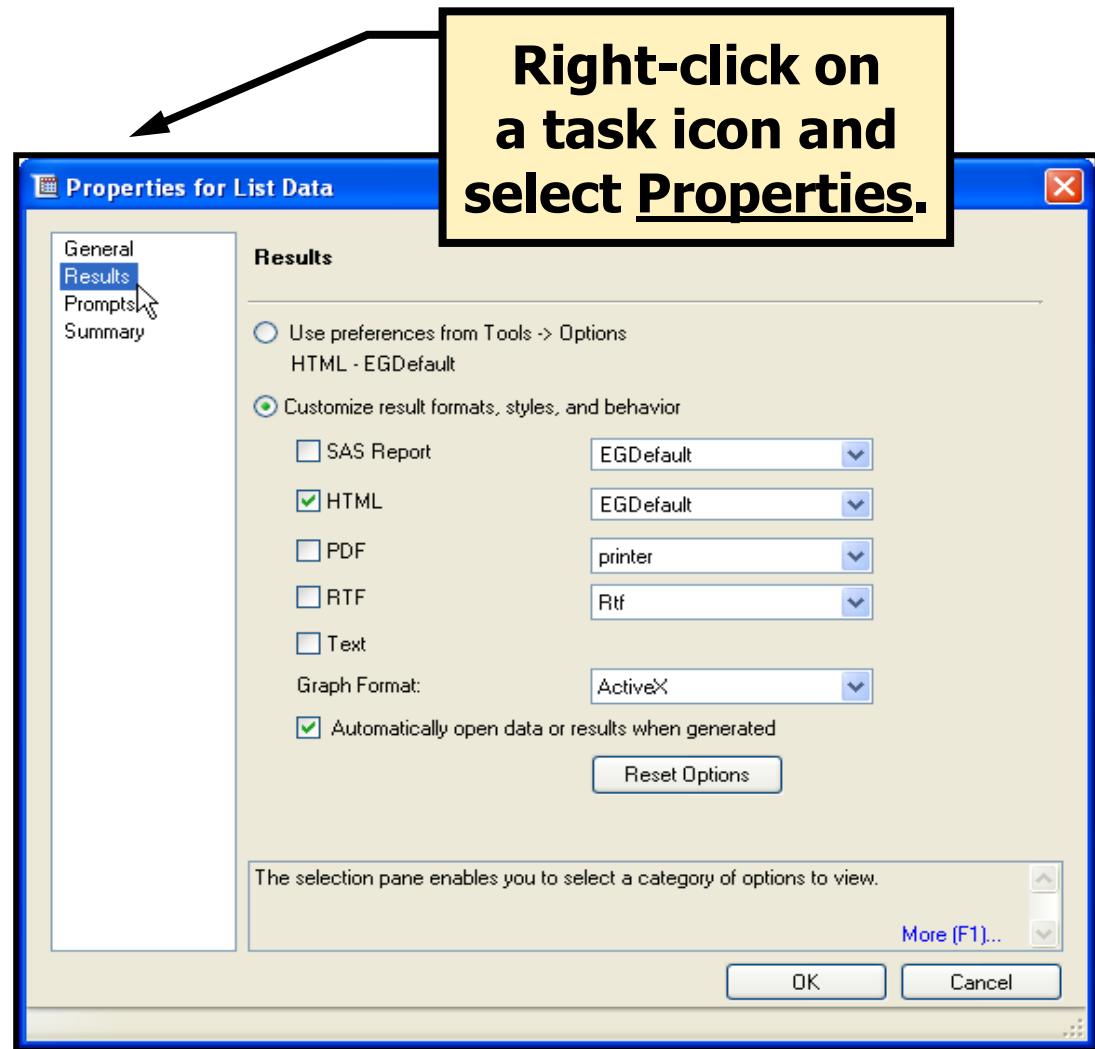 Right-click on
a task icon and
select Properties.
Properties for List Data
General
Results
Prompts
Summary
Results
Use preferences from Tools -> Options
HTML - EGDefault
Customize result formats, styles, and behavior
SAS Report EGDefault
HTML EGDefault
PDF printer
RTF Rtf
Text
Graph Format: ActiveX
Automatically open data or results when generated
Reset Options
The selection pane enables you to select a category of options to view.
More (F1)...
OK Cancel